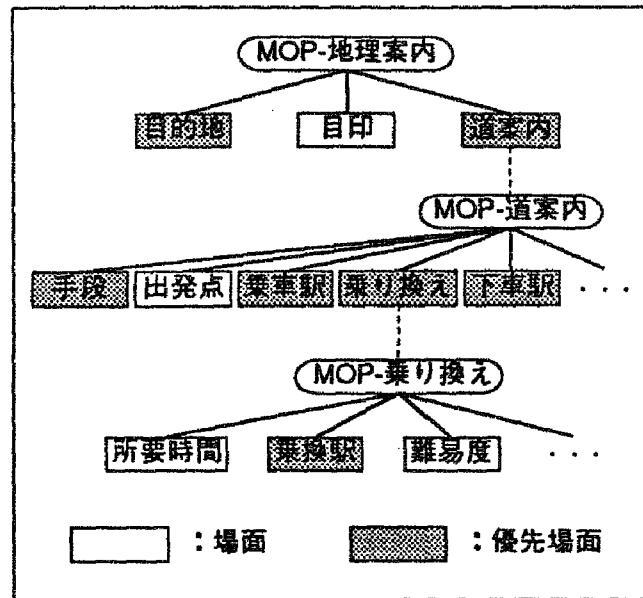 MOP-地理案内
目的地 目印 道案内
MOP-道案内
手段 出発点 乗車駅 乗り換え 下車駅 ・・・
MOP-乗り換え
所要時間 乗換駅 難易度 ・・・
：場面 ：優先場面